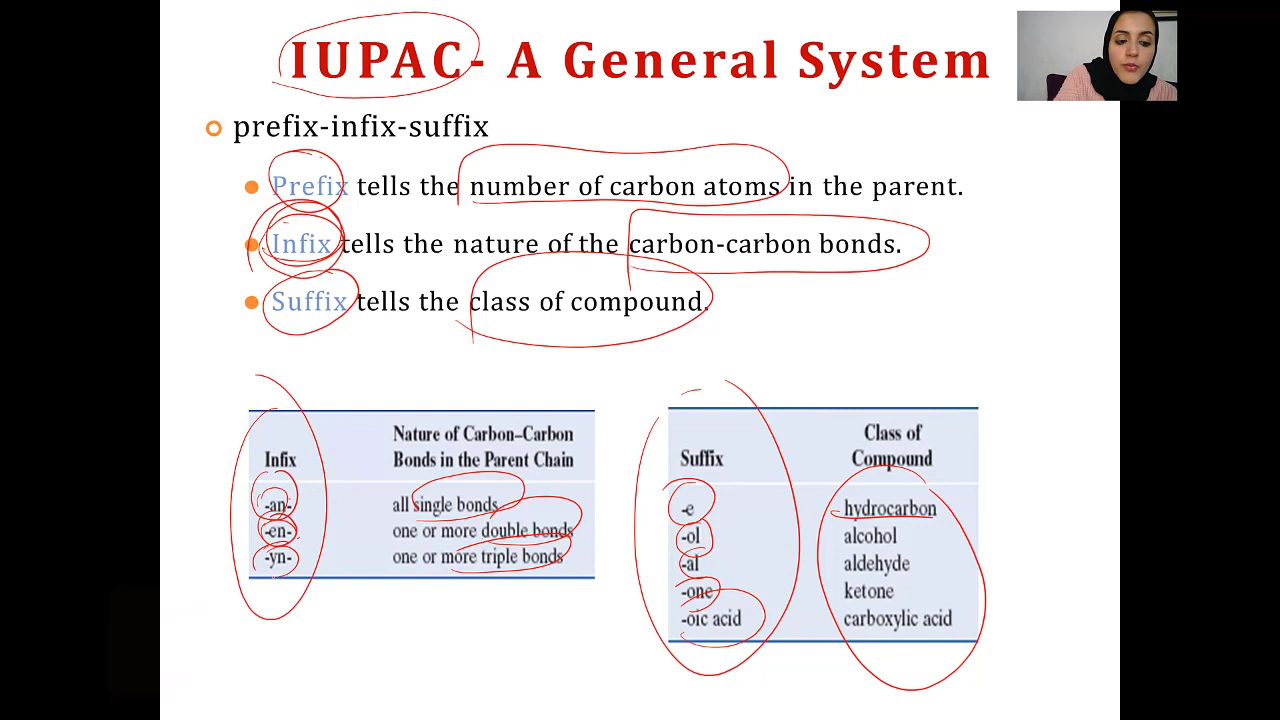 IUPAC- A General System
prefix-infix-suffix
Prefix tells the number of carbon atoms in the parent.
Infix tells the nature of the carbon-carbon bonds.
Suffix tells the class of compound.
Nature of Carbon–Carbon
Infix Bonds in the Parent Chain
-an- all single bonds
-en- one or more double bonds
-yn- one or more triple bonds
Class of
Suffix Compound
-e hydrocarbon
-ol alcohol
-al aldehyde
-one ketone
-oic acid carboxylic acid